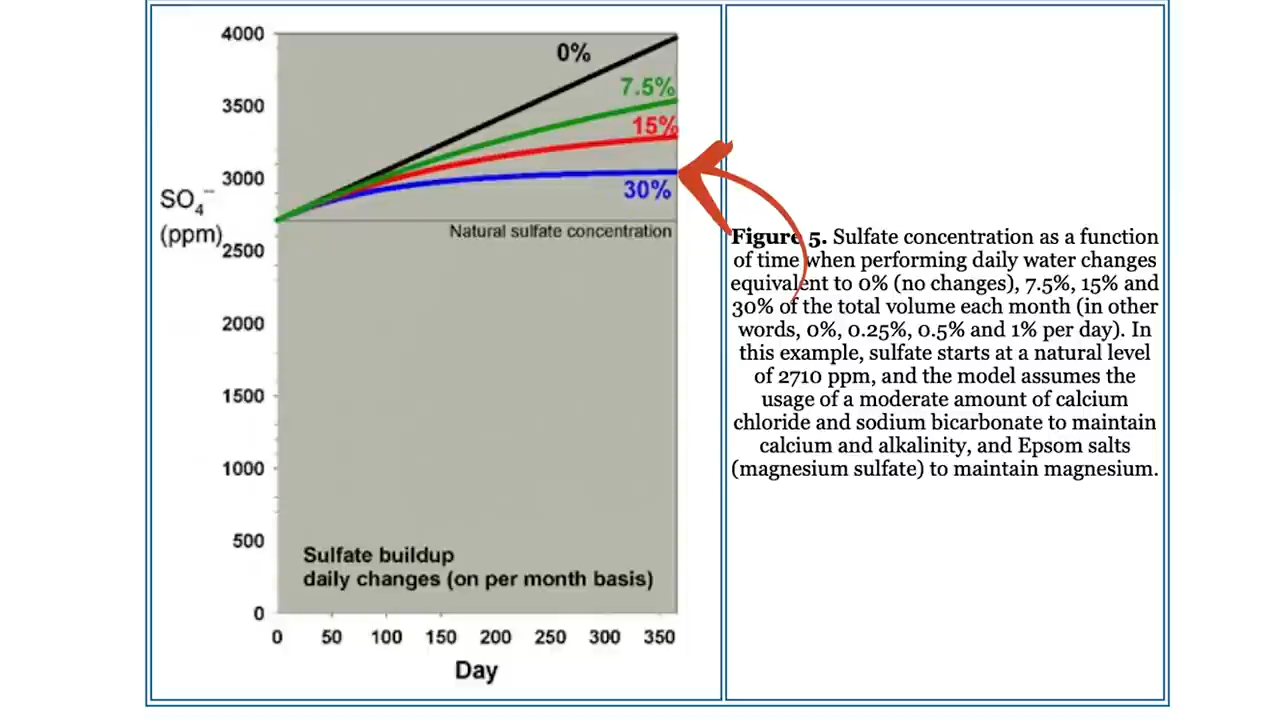 4000
3500
3000
2500
2000
1500
1000
500
0
SO4--
(ppm)
0%
7.5%
15%
30%
Natural sulfate concentration
Sulfate buildup
daily changes (on per month basis)
0 50 100 150 200 250 300 350
Day
Figure 5. Sulfate concentration as a function
of time when performing daily water changes
equivalent to 0% (no changes), 7.5%, 15% and
30% of the total volume each month (in other
words, 0%, 0.25%, 0.5% and 1% per day). In
this example, sulfate starts at a natural level
of 2710 ppm, and the model assumes the
usage of a moderate amount of calcium
chloride and sodium bicarbonate to maintain
calcium and alkalinity, and Epsom salts
(magnesium sulfate) to maintain magnesium.